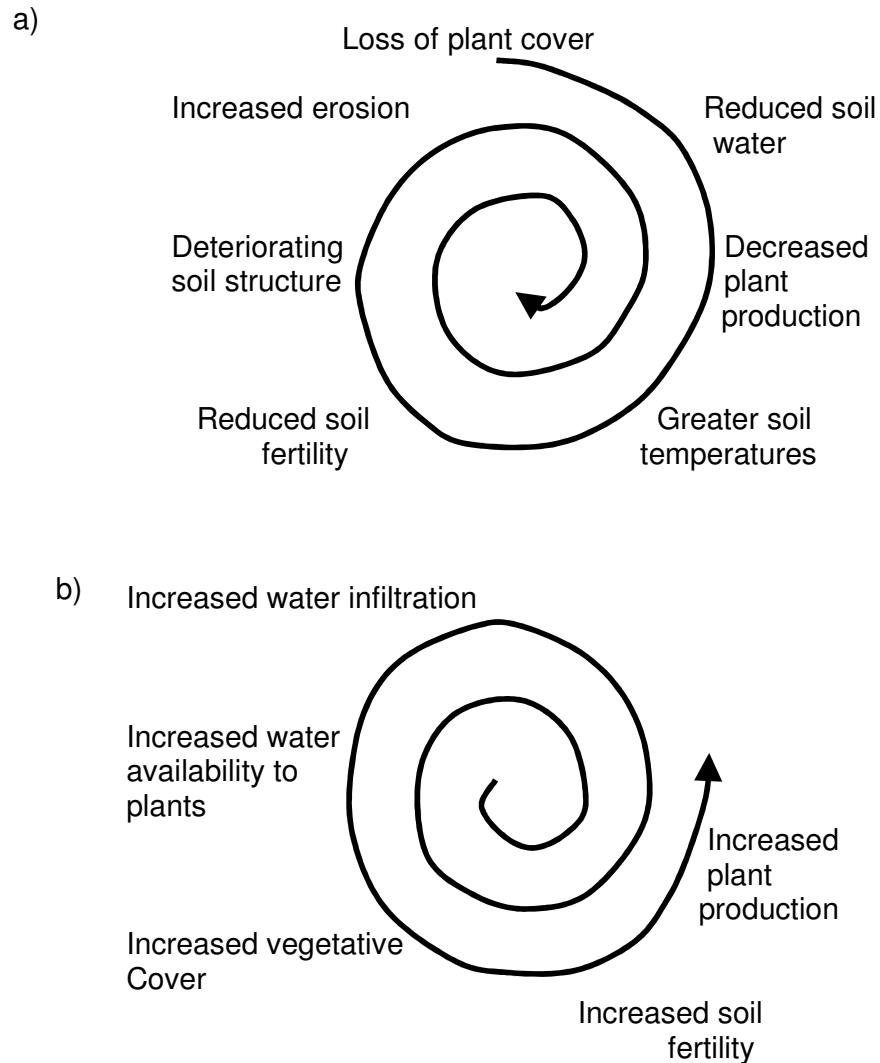 a)
Loss of plant cover
Increased erosion
Reduced soil
water
Deteriorating
soil structure
Decreased
plant
production
Reduced soil
fertility
Greater soil
temperatures
b)
Increased water infiltration
Increased water
availability to
plants
Increased
plant
production
Increased vegetative
Cover
Increased soil
fertility